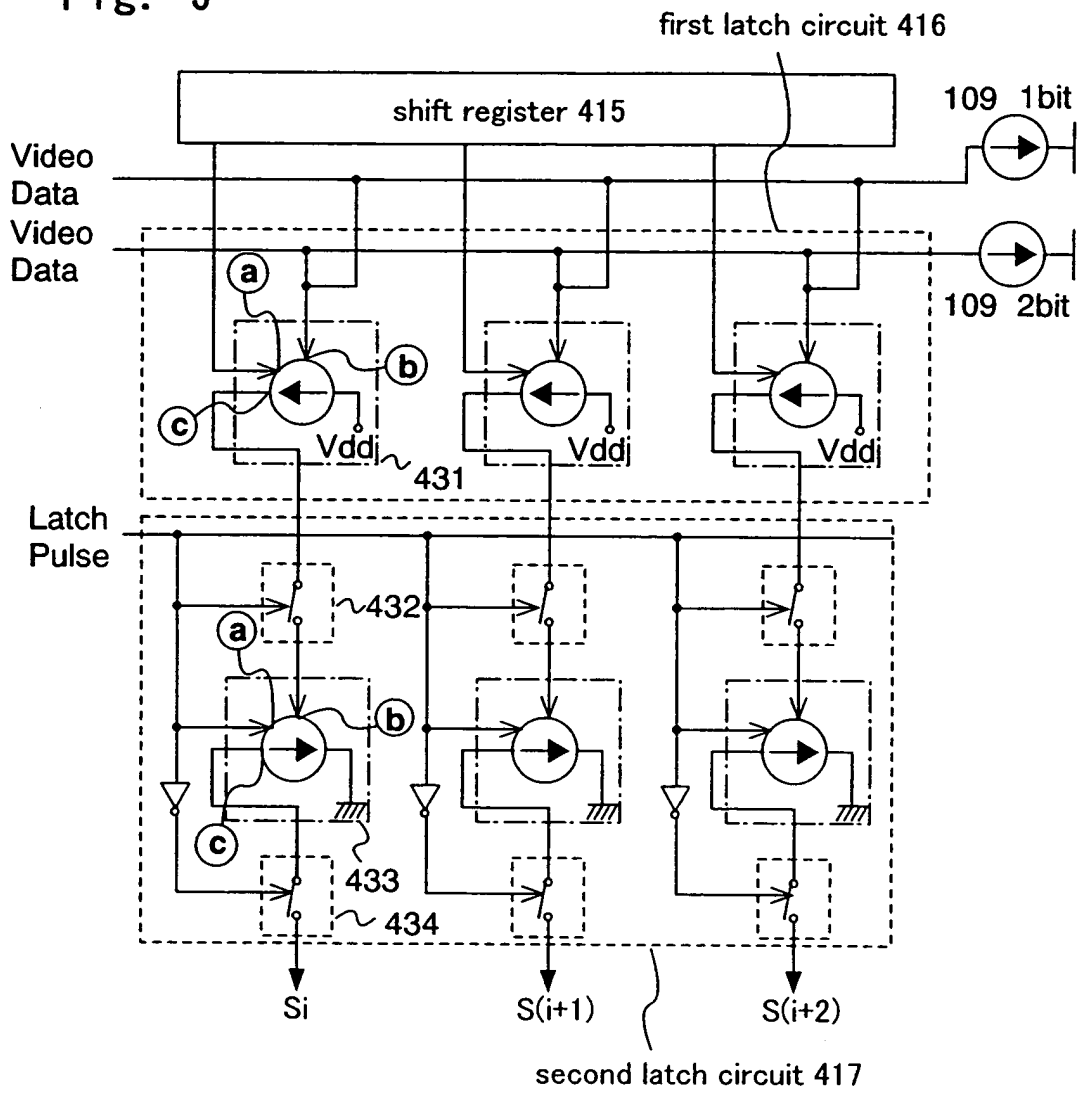 first latch circuit 416
shift register 415
109 1bit
Video
Data
Video
Data
109 2bit
a
b
c
Vdd
Vdd
Vdd
431
Latch
Pulse
432
a
b
c
433
434
Si
S(i+1)
S(i+2)
second latch circuit 417